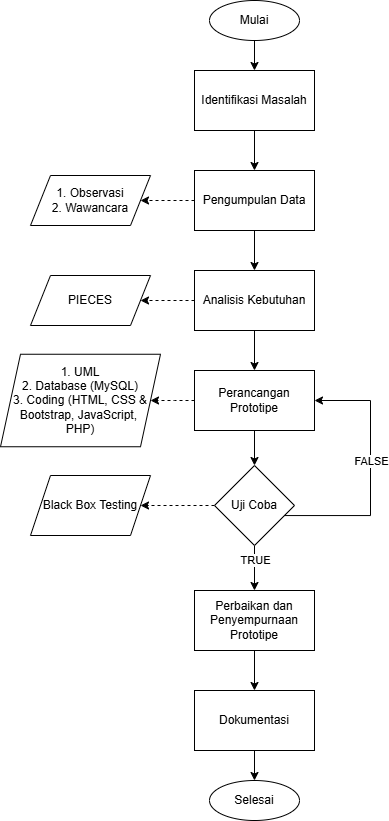 Mulai
Identifikasi Masalah
1. Observasi
2. Wawancara
Pengumpulan Data
PIECES
Analisis Kebutuhan
1. UML
2. Database (MySQL)
3. Coding (HTML, CSS &
Bootstrap, JavaScript,
PHP)
Perancangan
Prototipe
FALSE
Black Box Testing
Uji Coba
TRUE
Perbaikan dan
Penyempurnaan
Prototipe
Dokumentasi
Selesai